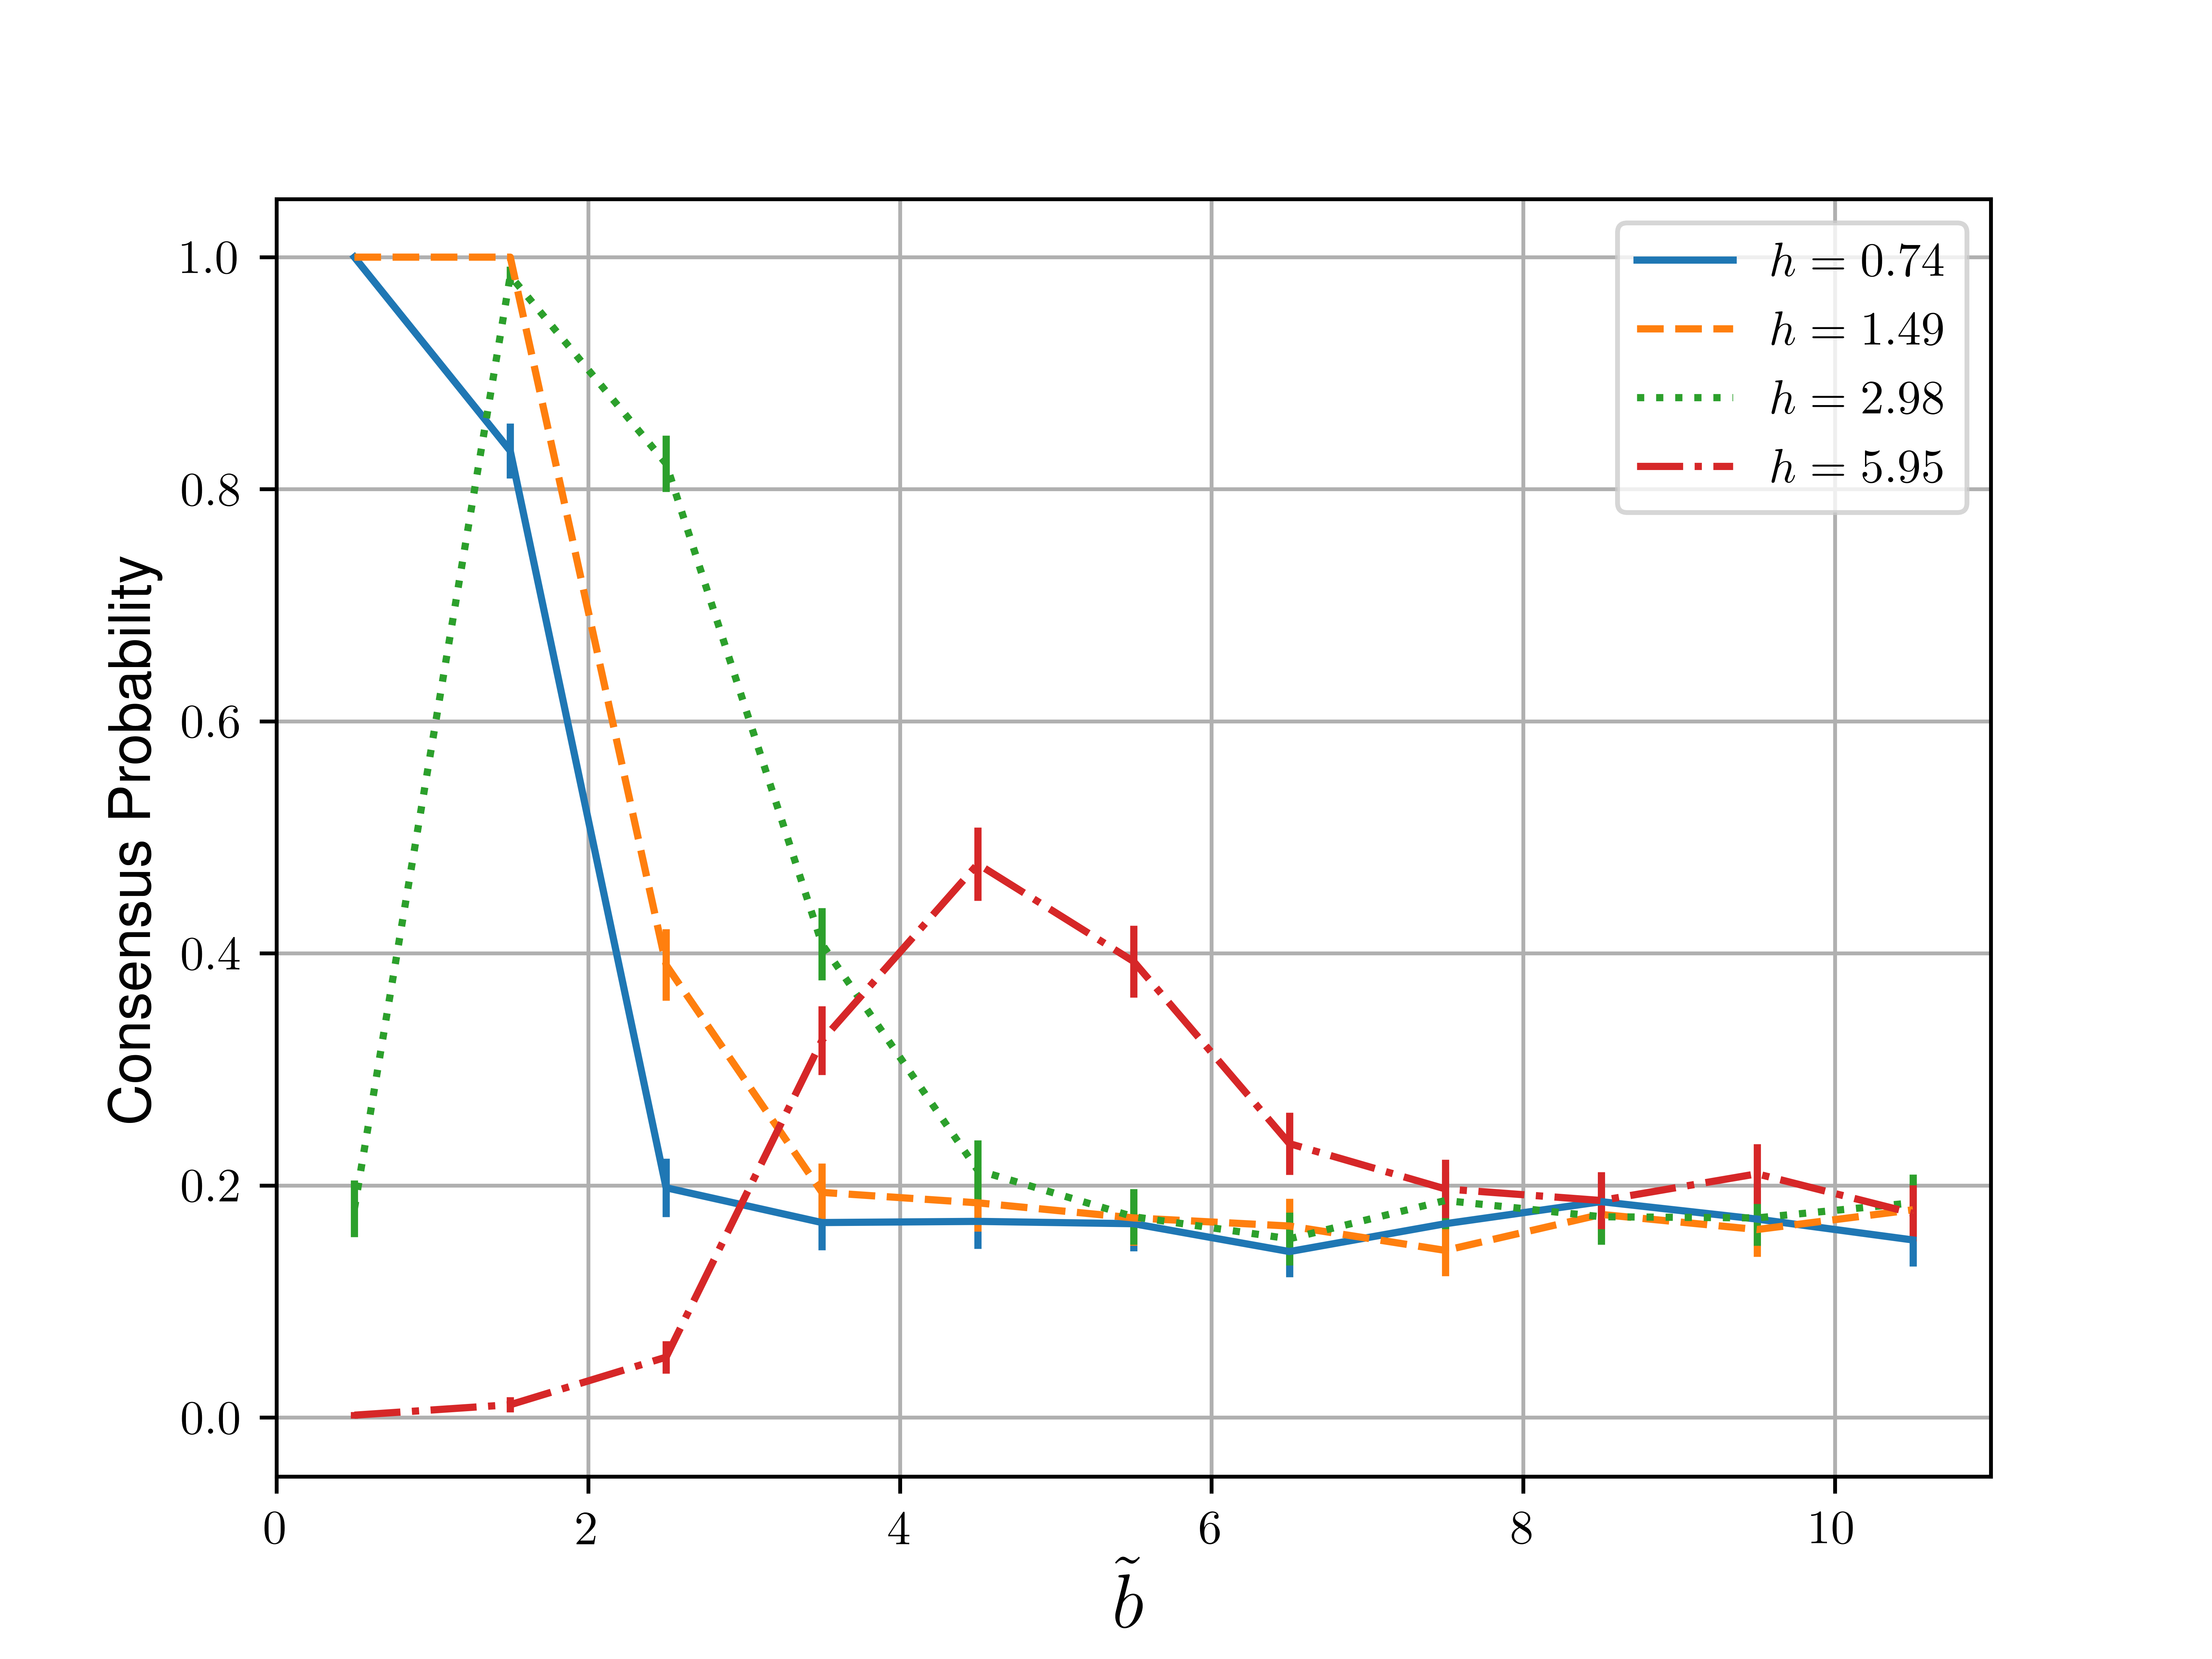 Consensus Probability
1.0
0.8
0.6
0.4
0.2
0.0
0 2 4 6 8 10
b̃
h = 0.74
h = 1.49
h = 2.98
h = 5.95